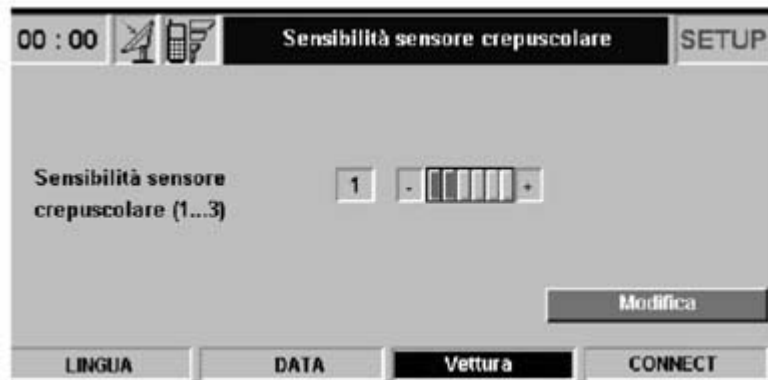 00 : 00 Sensibilità sensore crepuscolare SETUP
Sensibilità sensore 1 - +
crepuscolare (1...3)
Modifica
LINGUA DATA Vettura CONNECT